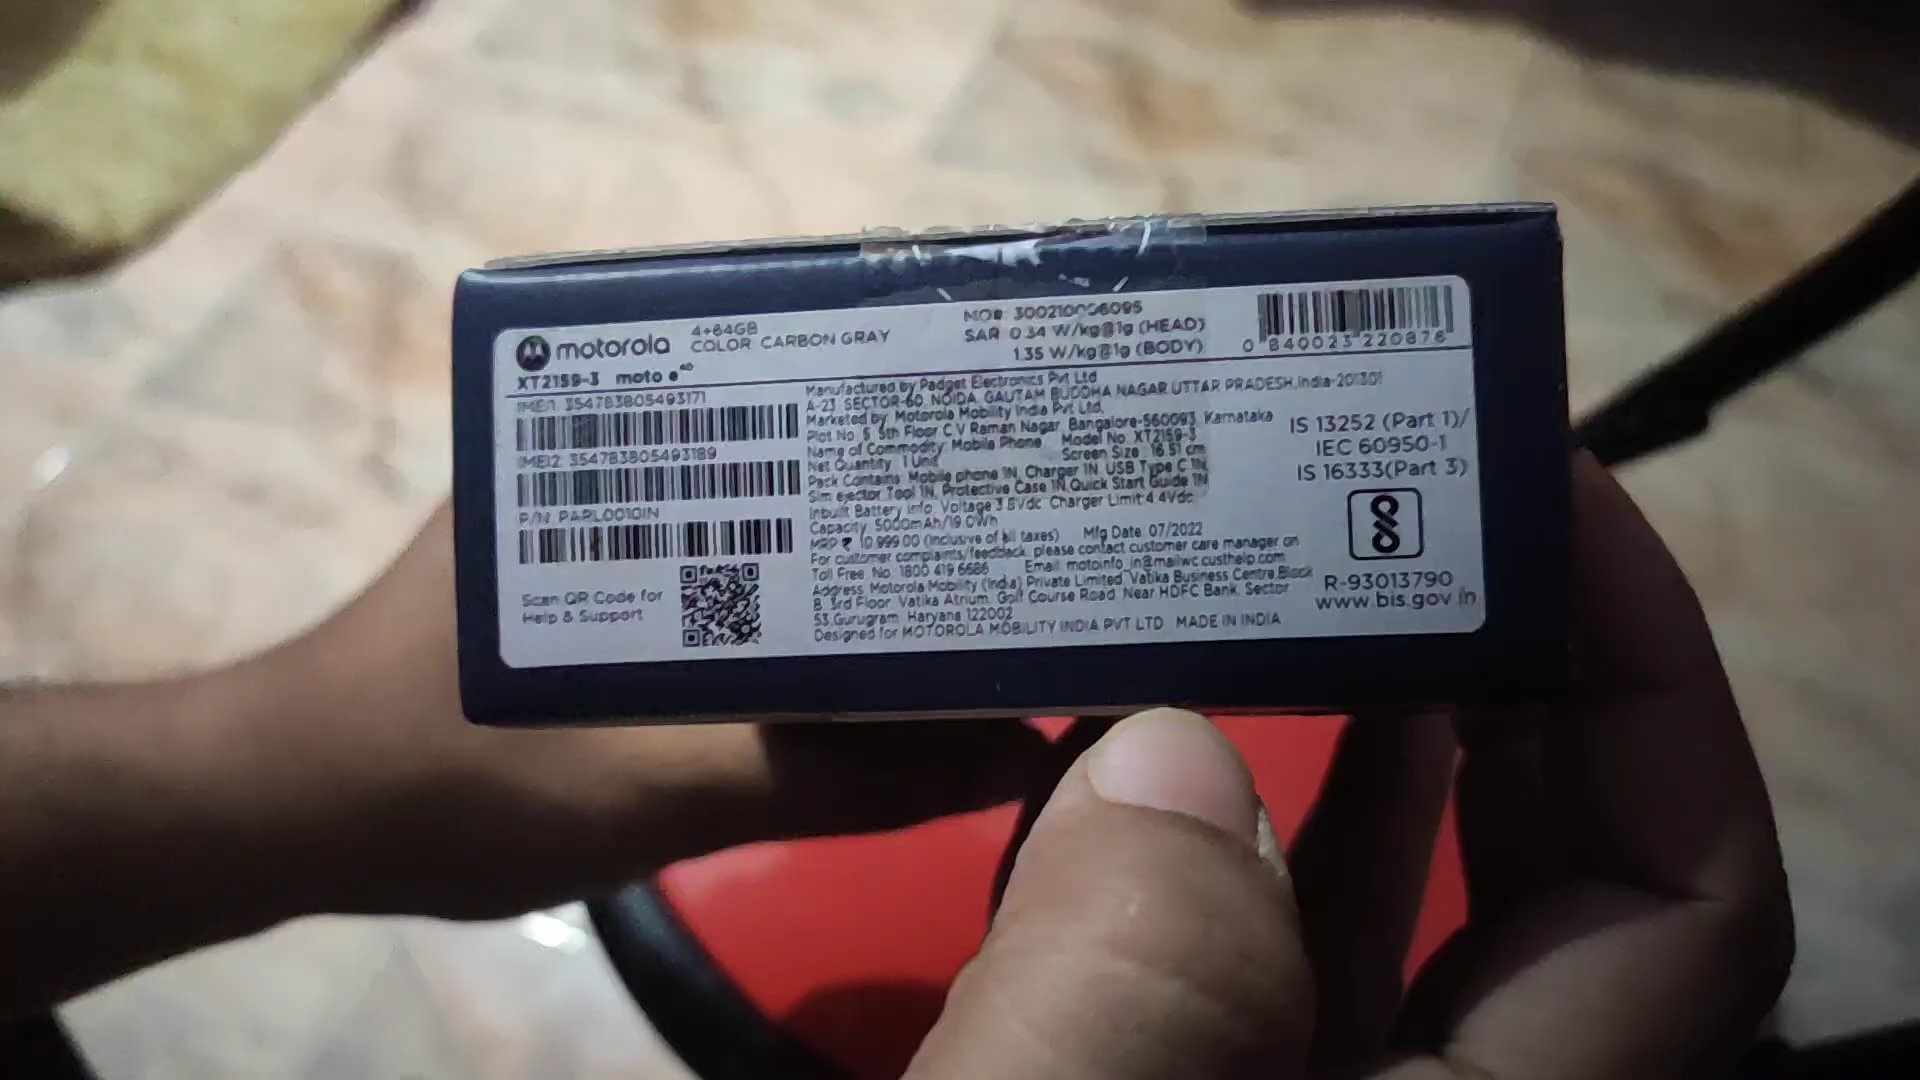 motorola
4+64GB
COLOR: CARBON GRAY
XT2159-3 moto e⁴⁰
SAR: 0.34 W/kg@1g (HEAD)
1.35 W/kg@1g (BODY)
0 840023 220876
IMEI1 354783805493171
IMEI2 354783805493189
P/N: PARL0010IN
Scan QR Code for
Help & Support
Manufactured by Padget Electronics Pvt Ltd
A-23, SECTOR-60, NOIDA, GAUTAM BUDDHA NAGAR UTTAR PRADESH, India-201301
Marketed by: Motorola Mobility India Pvt Ltd,
Plot No. 5, 5th Floor C V Raman Nagar, Bangalore-560093, Karnataka
Name of Commodity: Mobile Phone Model No. XT2159-3
Net Quantity: 1 Unit Screen Size: 16.51 cm
Pack Contains: Mobile phone 1N, Charger 1N, USB Type C 1N,
Sim ejector Tool 1N, Protective Case 1N, Quick Start Guide 1N
Inbuilt Battery info: Voltage 3.8Vdc Charger Limit:4.4Vdc
Capacity: 5000mAh/19.0Wh
MRP ₹ 10,999.00 (Inclusive of all taxes) Mfg Date: 07/2022
For customer complaints/feedback, please contact customer care manager on
Toll Free. No.: 1800 419 6686 Email: motoinfo_in@mailwc.custhelp.com
Address: Motorola Mobility (India) Private Limited, Vatika Business Centre, Block
B, 3rd Floor, Vatika Atrium, Golf Course Road, Near HDFC Bank, Sector
53, Gurugram, Haryana, 122002
Designed for MOTOROLA MOBILITY INDIA PVT LTD MADE IN INDIA
IS 13252 (Part 1)/
IEC 60950-1
IS 16333(Part 3)
R-93013790
www.bis.gov.in